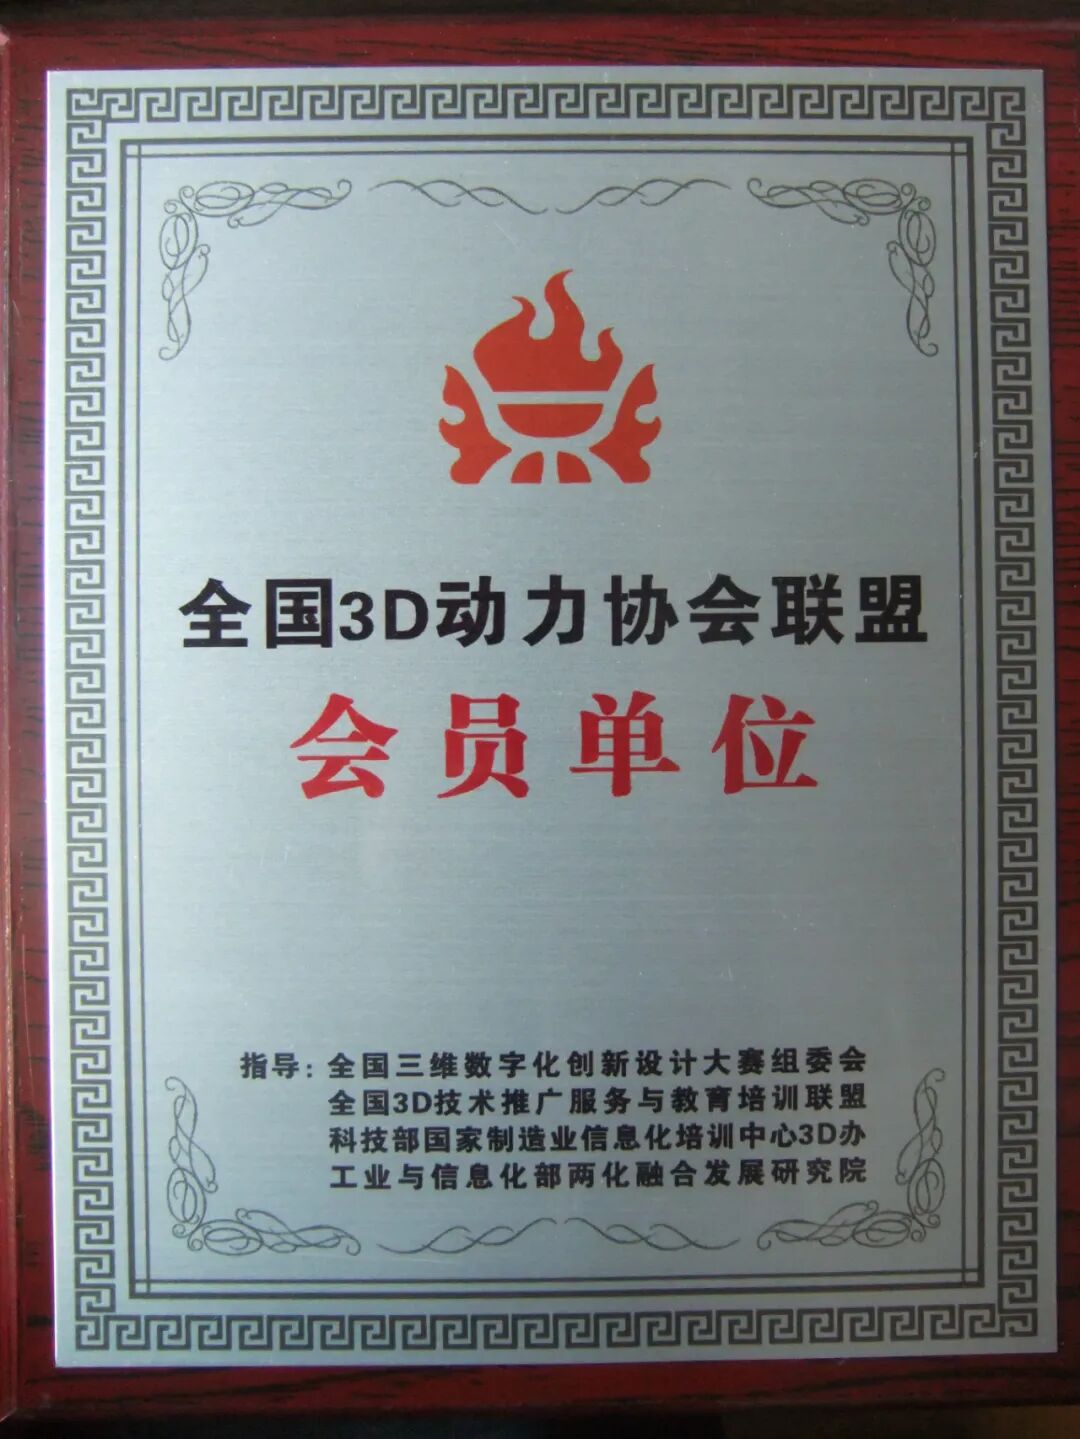 全国3D动力协会联盟
会员单位
指导：全国三维数字化创新设计大赛组委会
全国3D技术推广服务与教育培训联盟
科技部国家制造业信息化培训中心3D办
工业与信息化部两化融合发展研究院